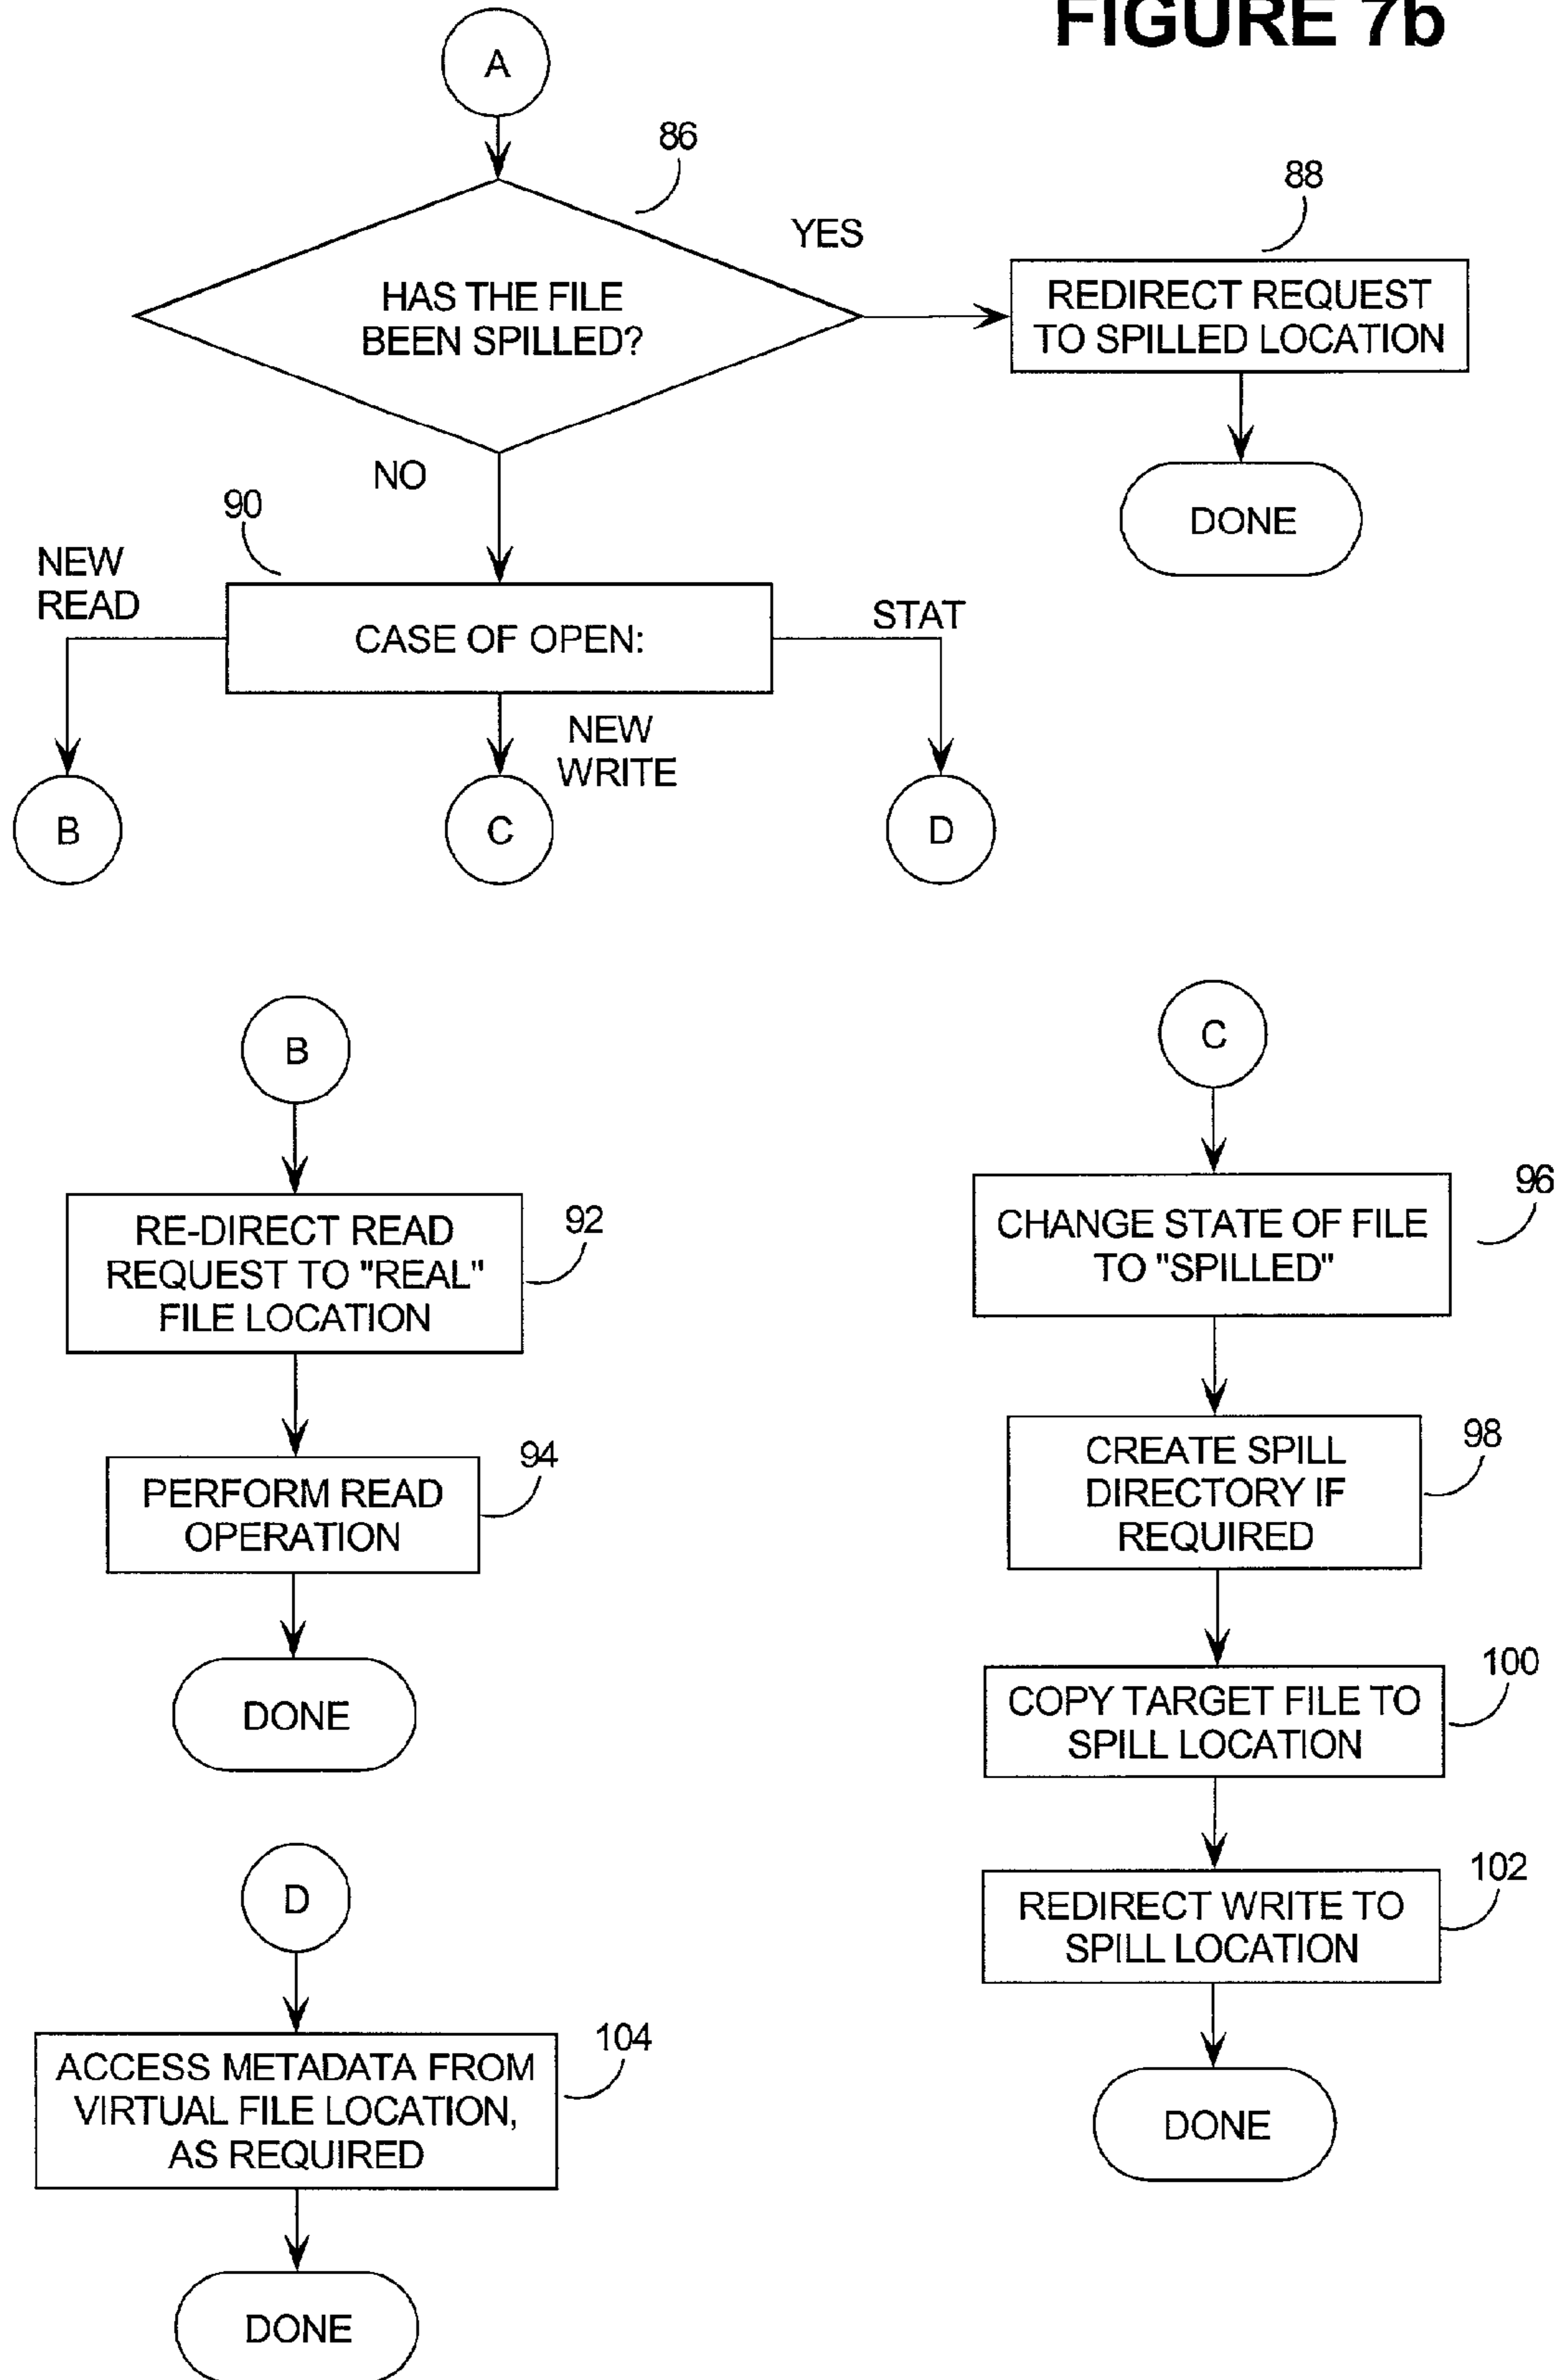 FIGURE 7b
A
86
88
YES
HAS THE FILE
BEEN SPILLED?
REDIRECT REQUEST
TO SPILLED LOCATION
NO
DONE
90
NEW
READ
CASE OF OPEN:
STAT
NEW
WRITE
B
C
D
B
RE-DIRECT READ
REQUEST TO "REAL"
FILE LOCATION
92
PERFORM READ
OPERATION
94
DONE
C
CHANGE STATE OF FILE
TO "SPILLED"
96
CREATE SPILL
DIRECTORY IF
REQUIRED
98
COPY TARGET FILE TO
SPILL LOCATION
100
REDIRECT WRITE TO
SPILL LOCATION
102
DONE
D
ACCESS METADATA FROM
VIRTUAL FILE LOCATION,
AS REQUIRED
104
DONE